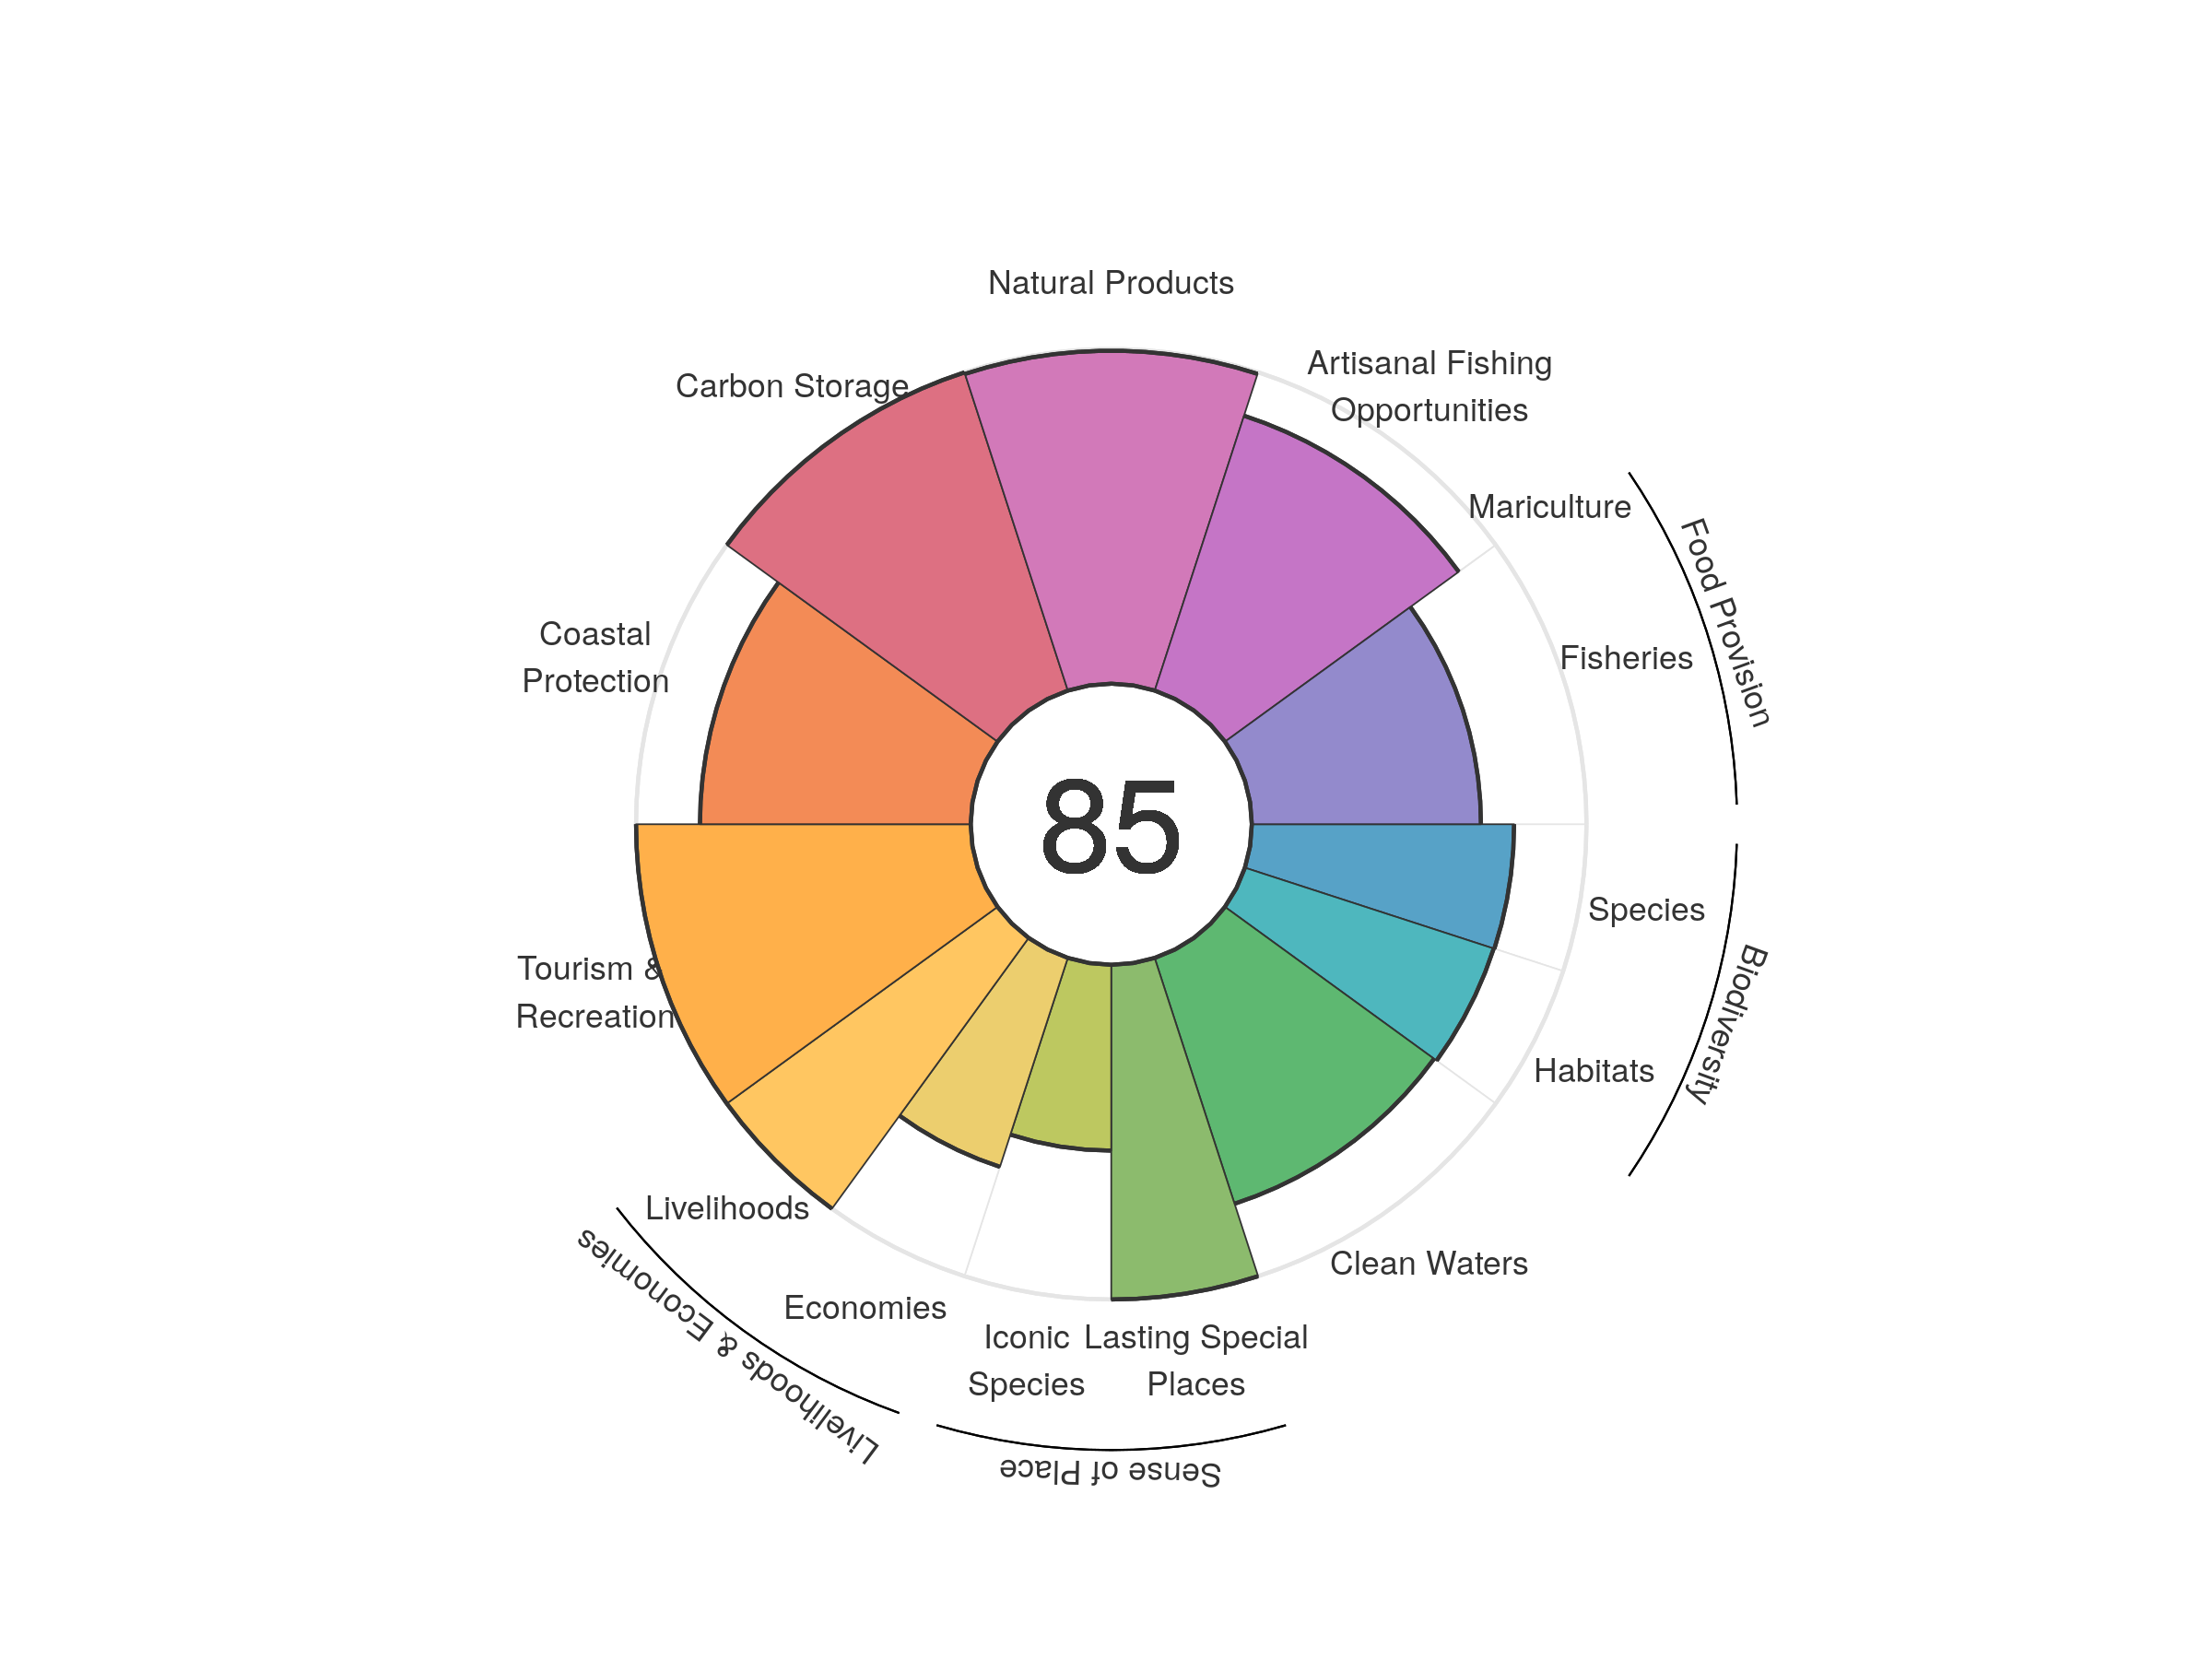 Natural Products
Artisanal Fishing
Opportunities
Carbon Storage
Mariculture
Food Provision
Coastal
Protection
Fisheries
85
Species
Biodiversity
Tourism &
Recreation
Habitats
Livelihoods
Clean Waters
Livelihoods & Economies
Economies
Iconic
Species
Lasting Special
Places
Sense of Place